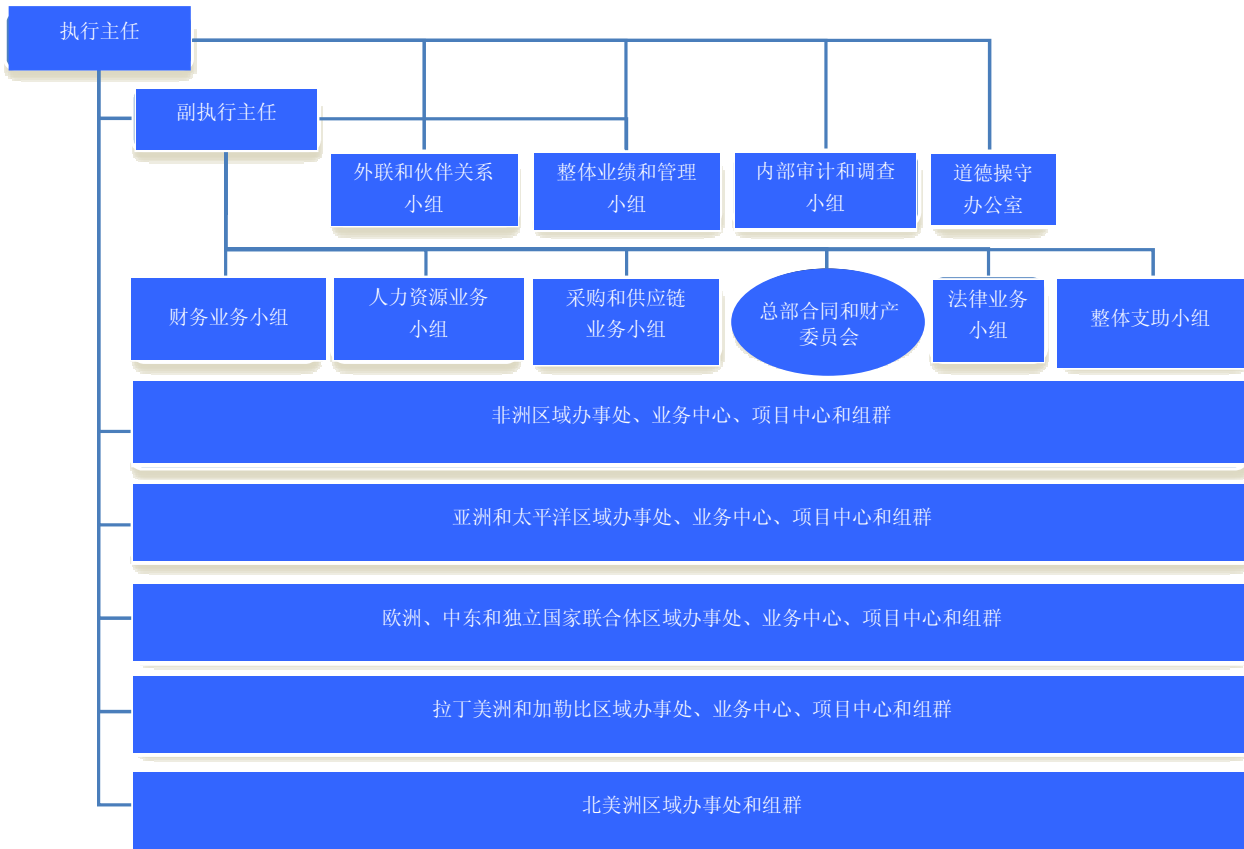 执行主任
副执行主任
外联和伙伴关系
小组
整体业绩和管理
小组
内部审计和调查
小组
道德操守
办公室
财务业务小组
人力资源业务
小组
采购和供应链
业务小组
总部合同和财产
委员会
法律业务
小组
整体支助小组
非洲区域办事处、业务中心、项目中心和组群
亚洲和太平洋区域办事处、业务中心、项目中心和组群
欧洲、中东和独立国家联合体区域办事处、业务中心、项目中心和组群
拉丁美洲和加勒比区域办事处、业务中心、项目中心和组群
北美洲区域办事处和组群